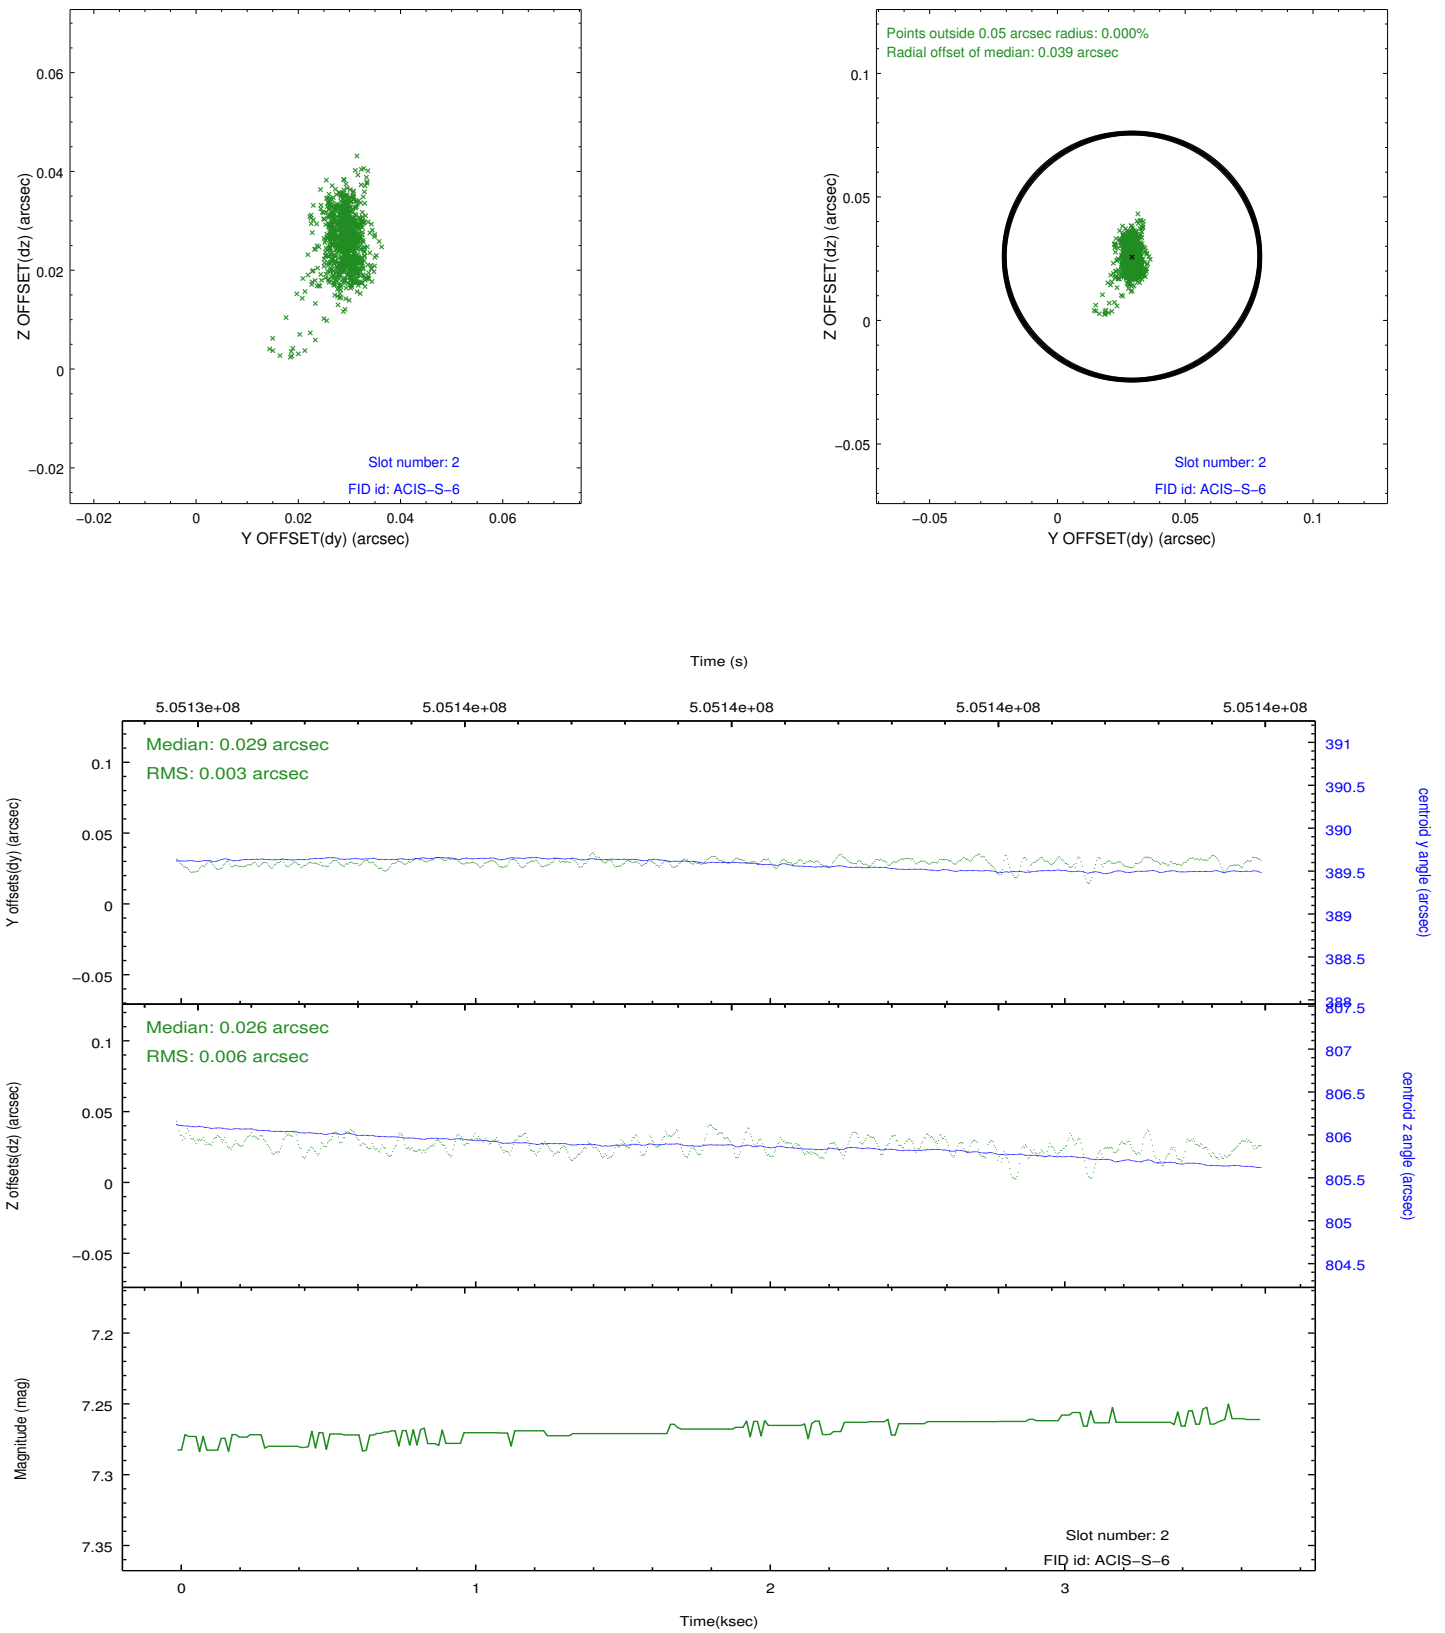 0.06
0.04
0.02
0
−0.02
Z OFFSET(dz) (arcsec)
−0.02
0
0.02
0.04
0.06
Y OFFSET(dy) (arcsec)
Slot number: 2
FID id: ACIS−S−6
Points outside 0.05 arcsec radius: 0.000%
Radial offset of median: 0.039 arcsec
0.1
0.05
0
−0.05
Z OFFSET(dz) (arcsec)
−0.05
0
0.05
0.1
Y OFFSET(dy) (arcsec)
Slot number: 2
FID id: ACIS−S−6
Time (s)
5.0513e+08
5.0514e+08
5.0514e+08
5.0514e+08
5.0514e+08
Median: 0.029 arcsec
RMS: 0.003 arcsec
0.1
0.05
0
−0.05
Y offsets(dy) (arcsec)
391
390.5
390
389.5
389
388.5
388
centroid y angle (arcsec)
Median: 0.026 arcsec
RMS: 0.006 arcsec
0.1
0.05
0
−0.05
Z offsets(dz) (arcsec)
807.5
807
806.5
806
805.5
805
804.5
centroid z angle (arcsec)
7.2
7.25
7.3
7.35
Magnitude (mag)
Slot number: 2
FID id: ACIS−S−6
0
1
2
3
Time(ksec)